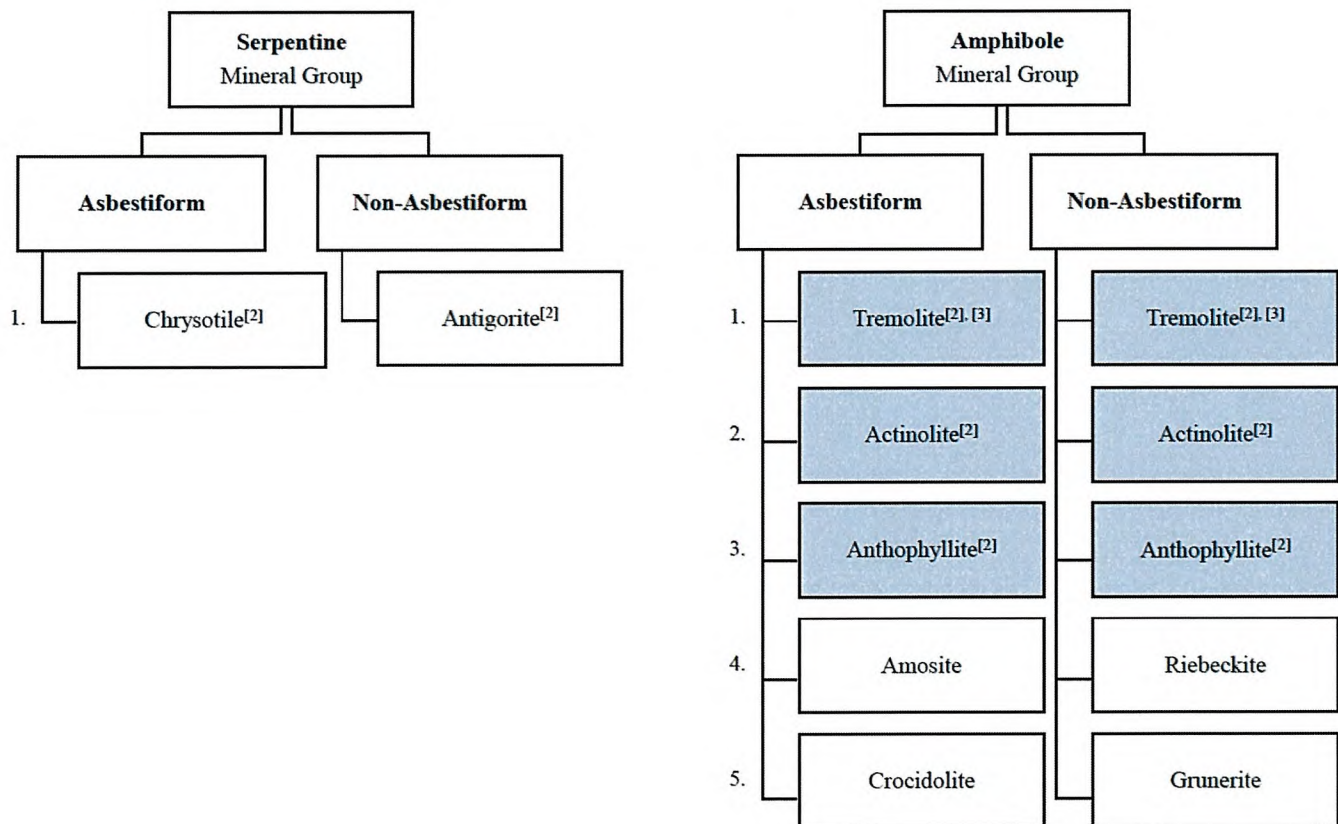 Serpentine
Mineral Group
Asbestiform
Non-Asbestiform
1.
Chrysotile[2]
Antigorite[2]
Amphibole
Mineral Group
Asbestiform
Non-Asbestiform
1.
Tremolite[2], [3]
Tremolite[2], [3]
2.
Actinolite[2]
Actinolite[2]
3.
Anthophyllite[2]
Anthophyllite[2]
4.
Amosite
Riebeckite
5.
Crocidolite
Grunerite